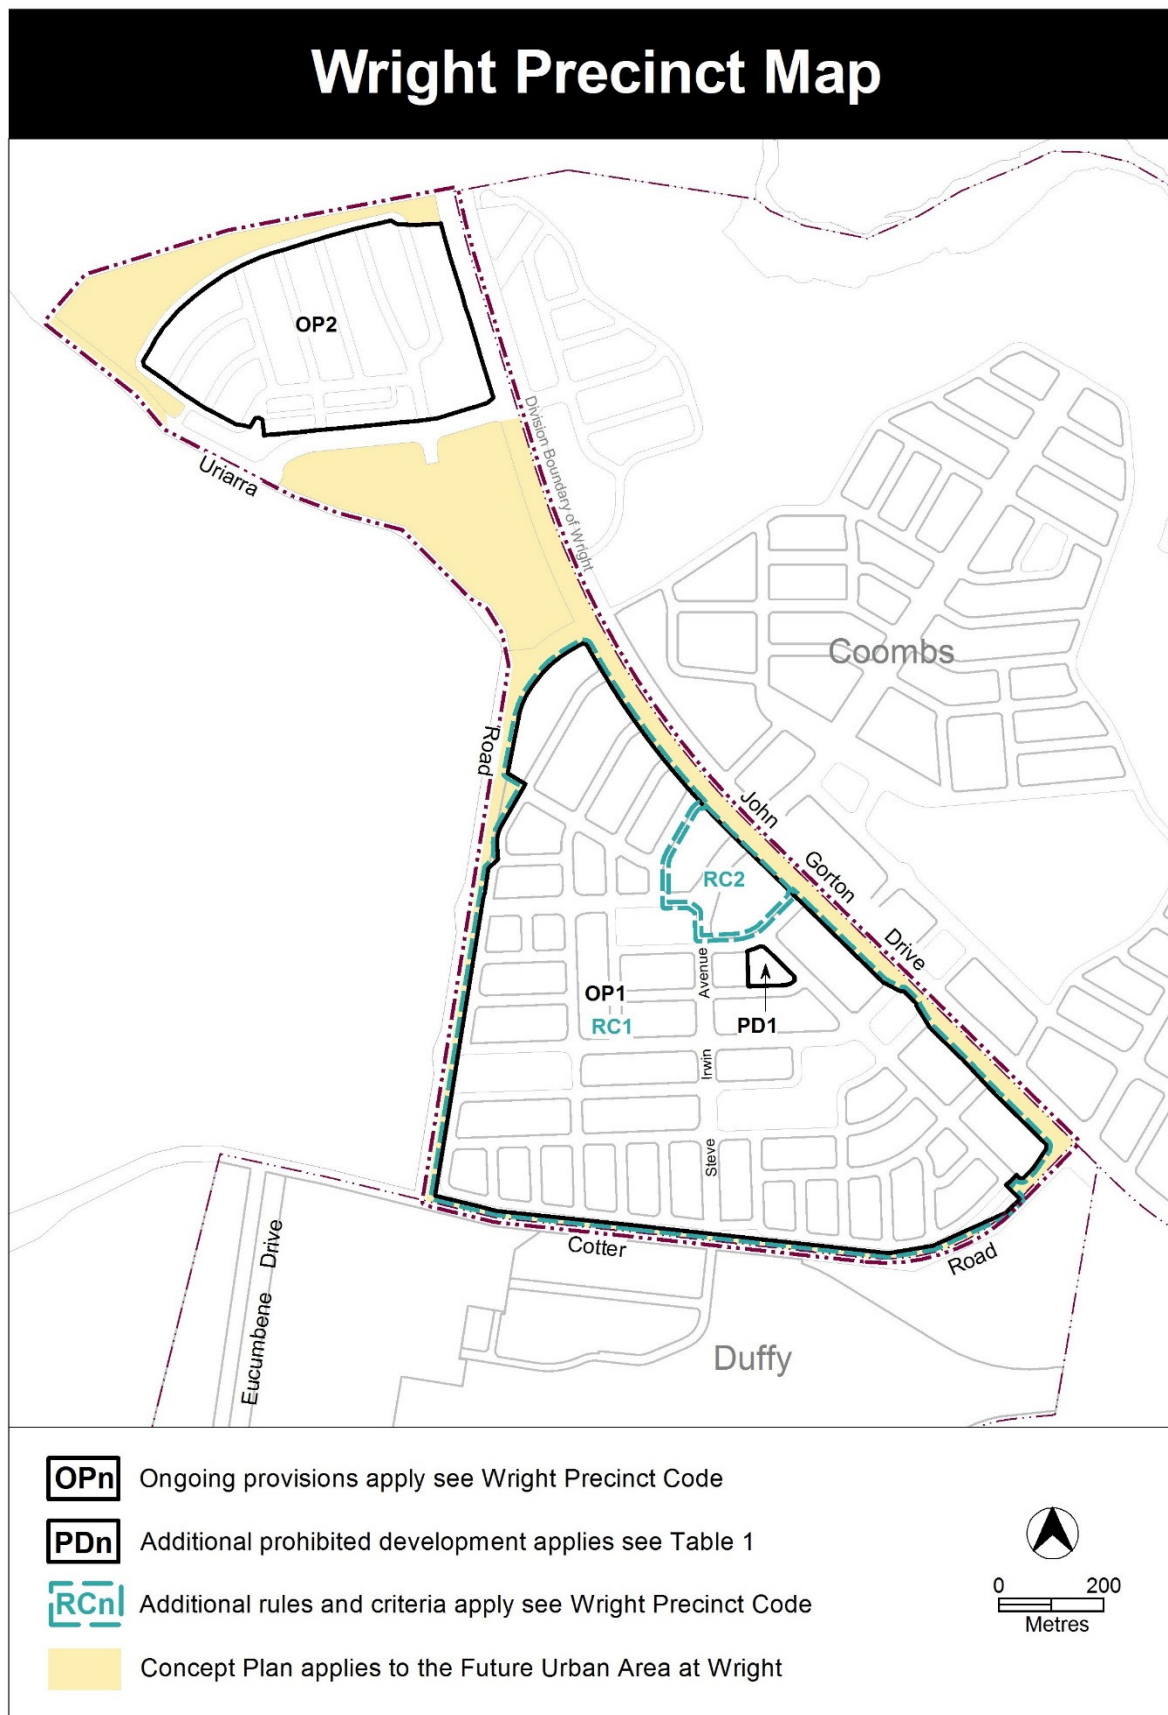 Wright Precinct Map
OP2
Division Boundary of Wright
Uriarra
Coombs
Road
John
Gorton
RC2
Drive
Avenue
OP1
PD1
RC1
Irwin
Steve
Cotter
Road
Eucumbene Drive
Duffy
OPn Ongoing provisions apply see Wright Precinct Code
PDn Additional prohibited development applies see Table 1
RCn Additional rules and criteria apply see Wright Precinct Code
0 200
Metres
Concept Plan applies to the Future Urban Area at Wright